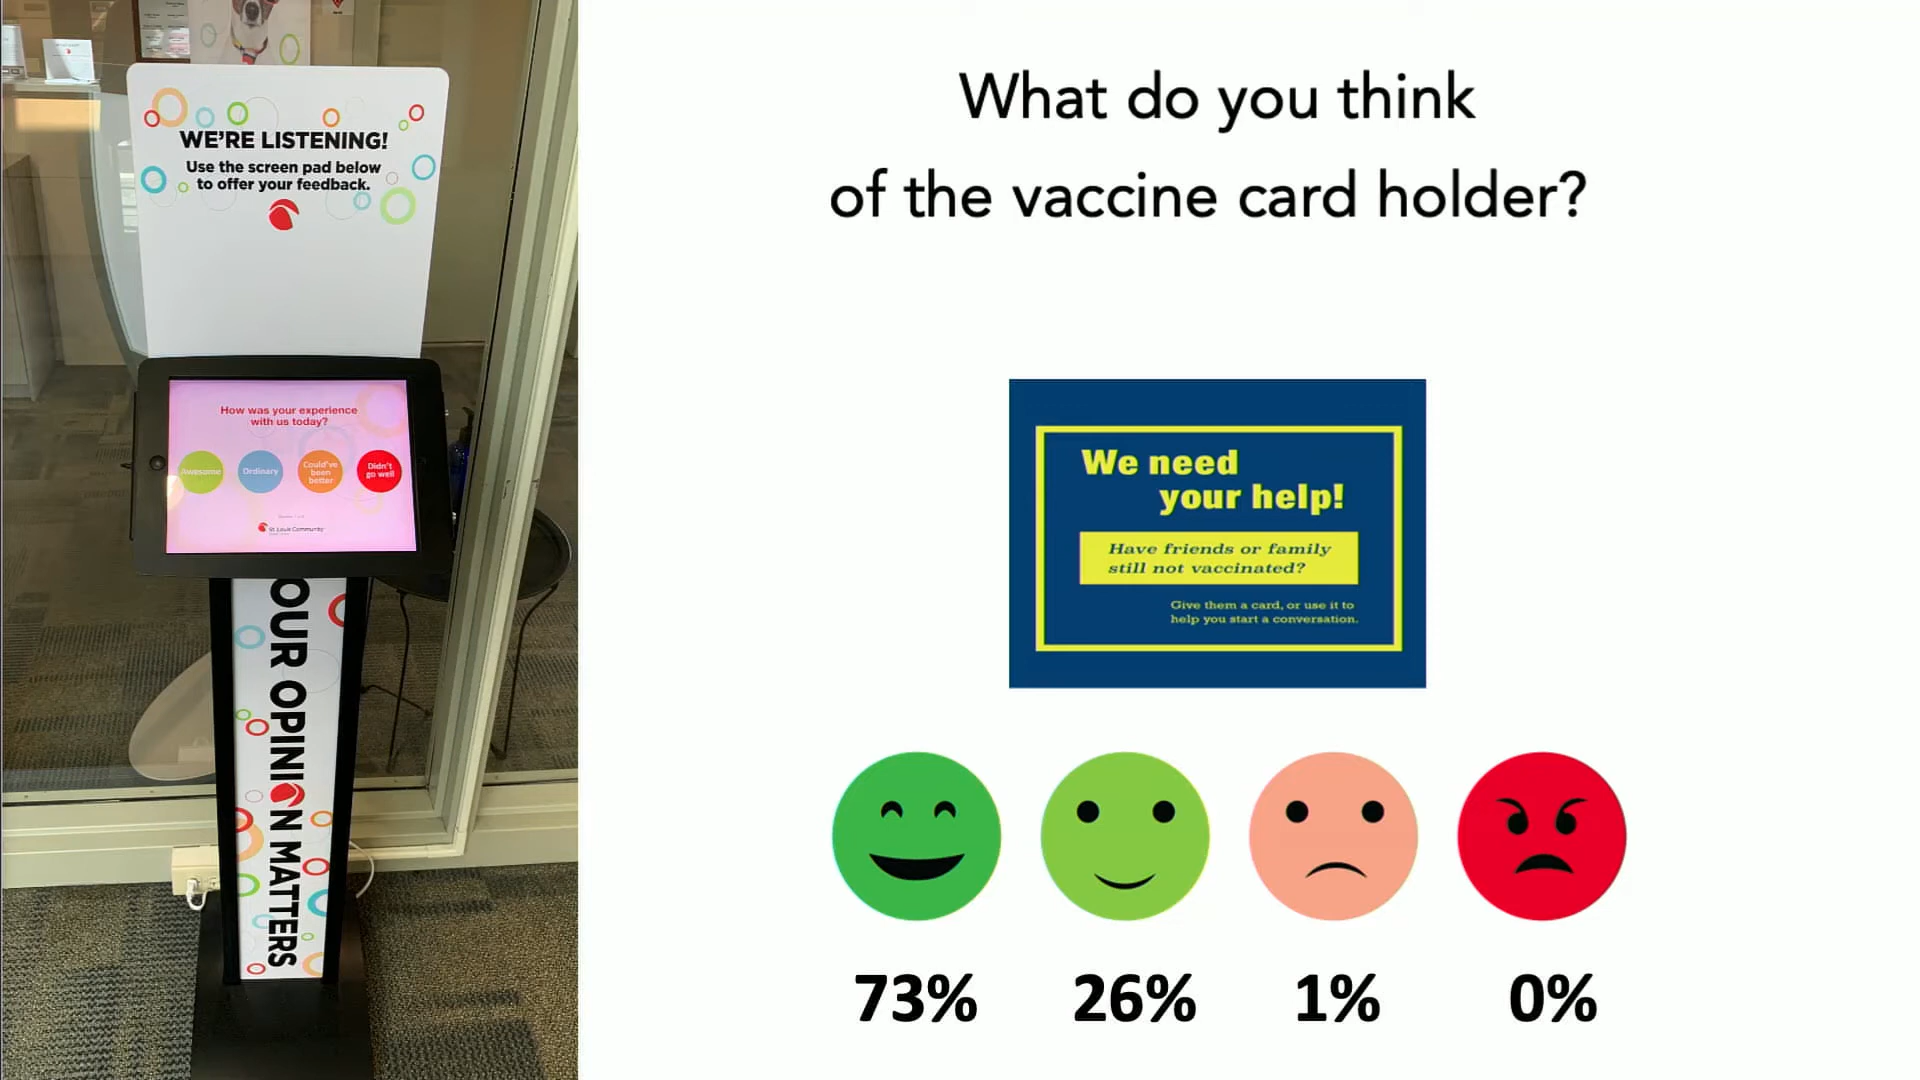 WE'RE LISTENING!
Use the screen pad below
to offer your feedback.
How was your experience
with us today?
Awesome
Ordinary
Could've
been
better
Didn't
go well
St. Louis Community
OUR OPINION MATTERS
What do you think
of the vaccine card holder?
We need
your help!
Have friends or family
still not vaccinated?
Give them a card, or use it to
help you start a conversation.
73%
26%
1%
0%